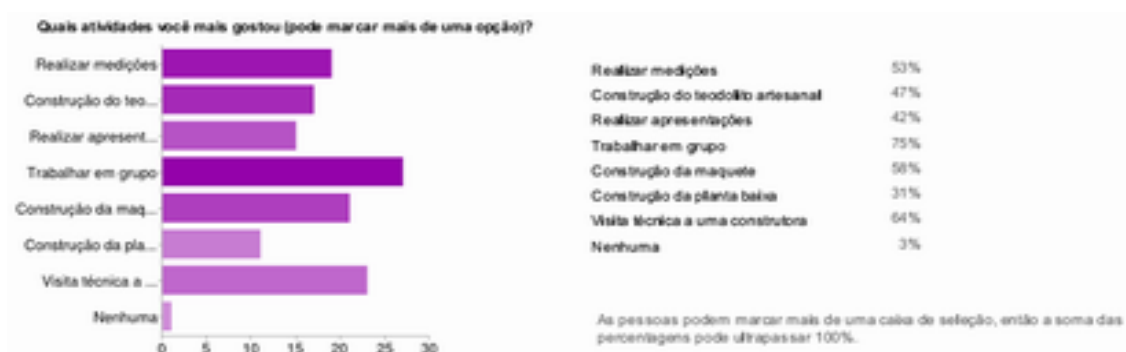 Quais atividades você mais gostou (pode marcar mais de uma opção)?
Realizar medições
Construção do teo...
Realizar apresent...
Trabalhar em grupo
Construção da maq...
Construção da pla...
Visita técnica a ...
Nenhuma
0 5 10 15 20 25 30
Realizar medições 53%
Construção do teodolito artesanal 47%
Realizar apresentações 42%
Trabalhar em grupo 75%
Construção da maquete 58%
Construção da planta baixa 31%
Visita técnica a uma construtora 64%
Nenhuma 3%
As pessoas podem marcar mais de uma caixa de seleção, então a soma das
percentagens pode ultrapassar 100%.